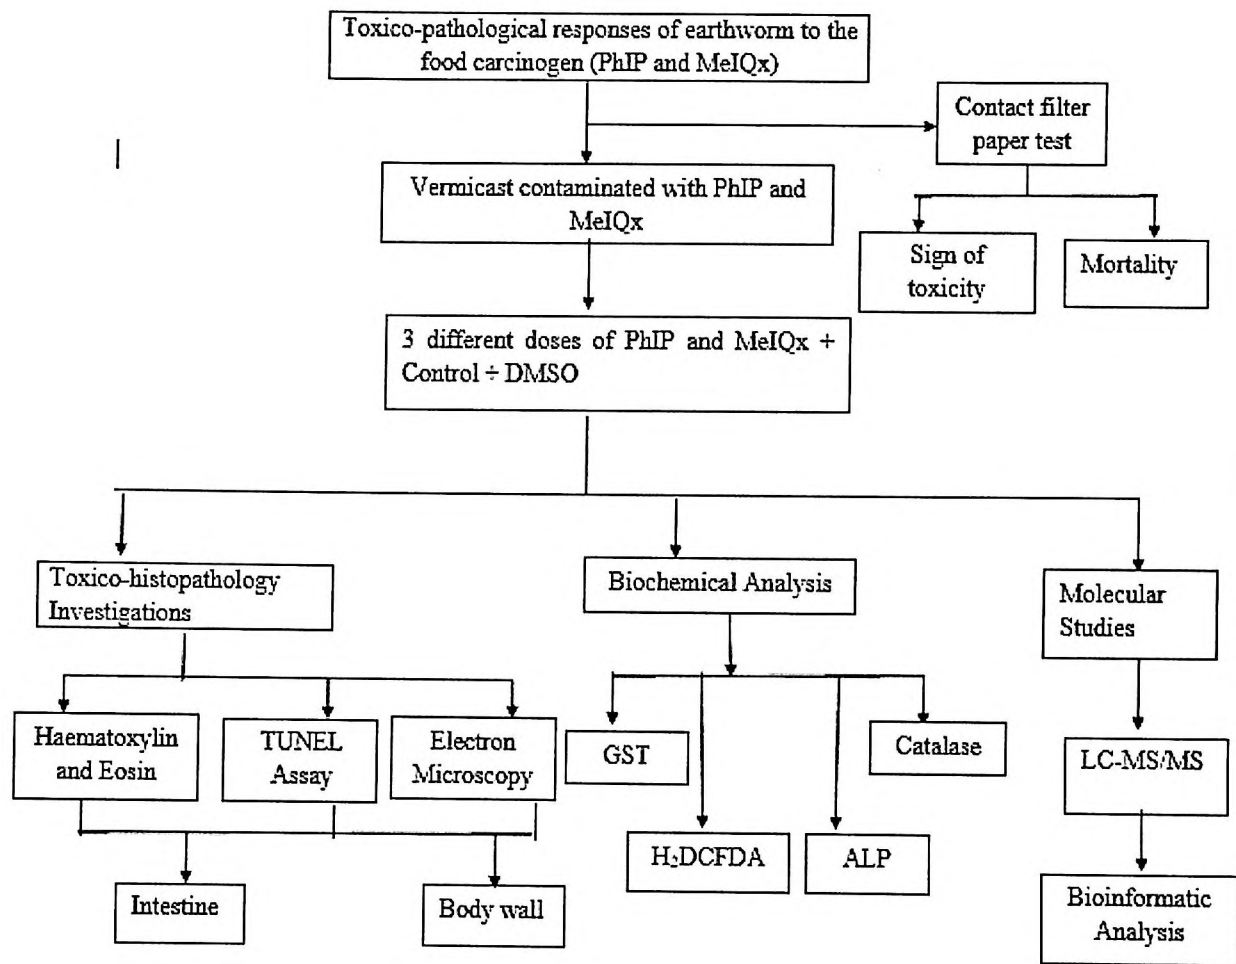 Toxico-pathological responses of earthworm to the
food carcinogen (PhIP and MeIQx)
Contact filter
paper test
Vermicast contaminated with PhIP and
MeIQx
Sign of
toxicity
Mortality
3 different doses of PhIP and MeIQx +
Control + DMSO
Toxico-histopathology
Investigations
Biochemical Analysis
Molecular
Studies
Haematoxylin
and Eosin
TUNEL
Assay
Electron
Microscopy
GST
Catalase
LC-MS/MS
H₂DCFDA
ALP
Intestine
Body wall
Bioinformatic
Analysis